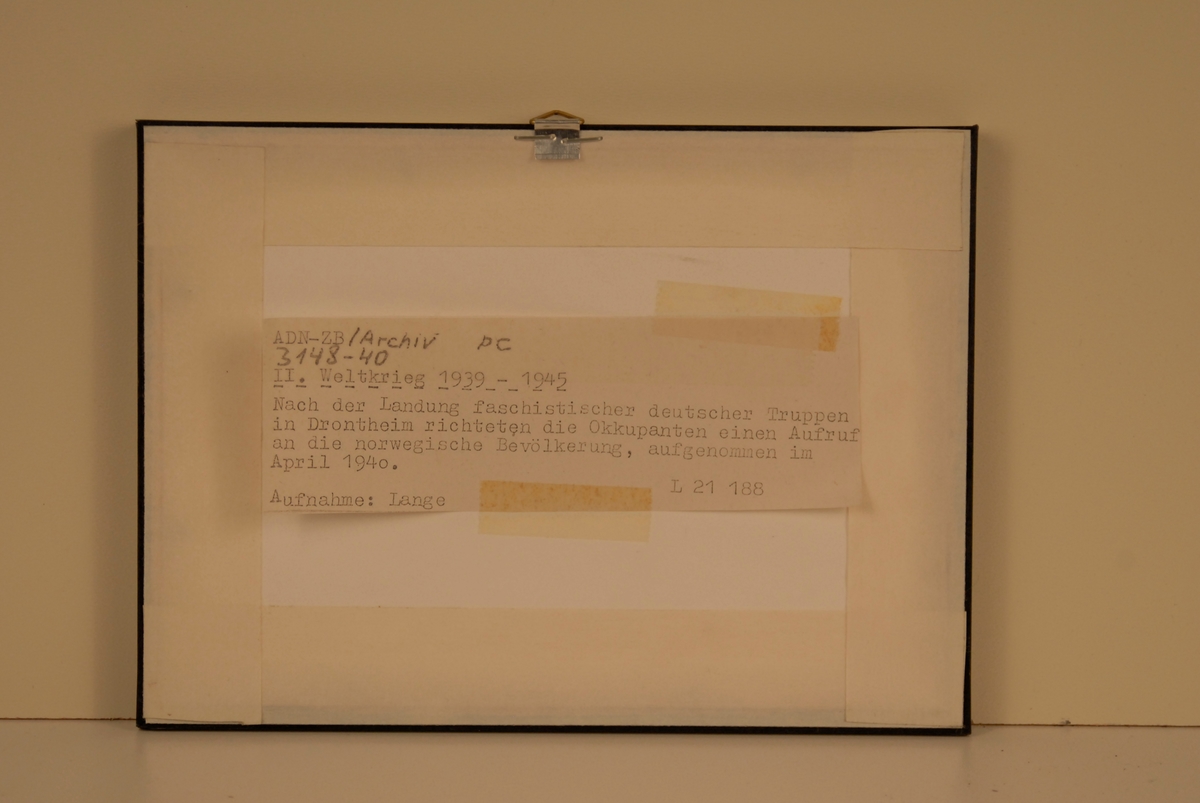 ADN-ZB/Archiv DC
3148-40
II. Weltkrieg 1939 - 1945
Nach der Landung faschistischer deutscher Truppen
in Drontheim richteten die Okkupanten einen Aufruf
an die norwegische Bevölkerung, aufgenommen im
April 194o.
L 21 188
Aufnahme: Lange